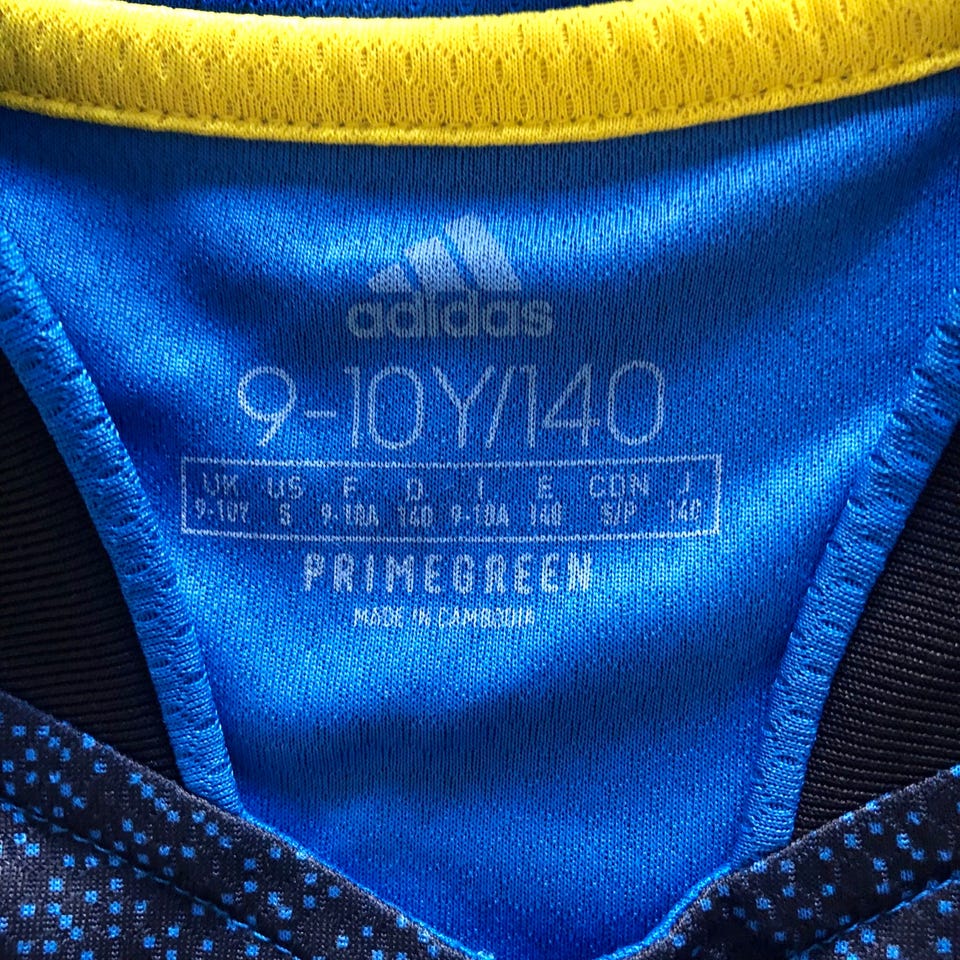 adidas
9-10Y/140
UK US F D I E CDN J
9-10Y S 9-10A 140 9-10A 140 S/P 140
PRIMEGREEN
MADE IN CAMBODIA